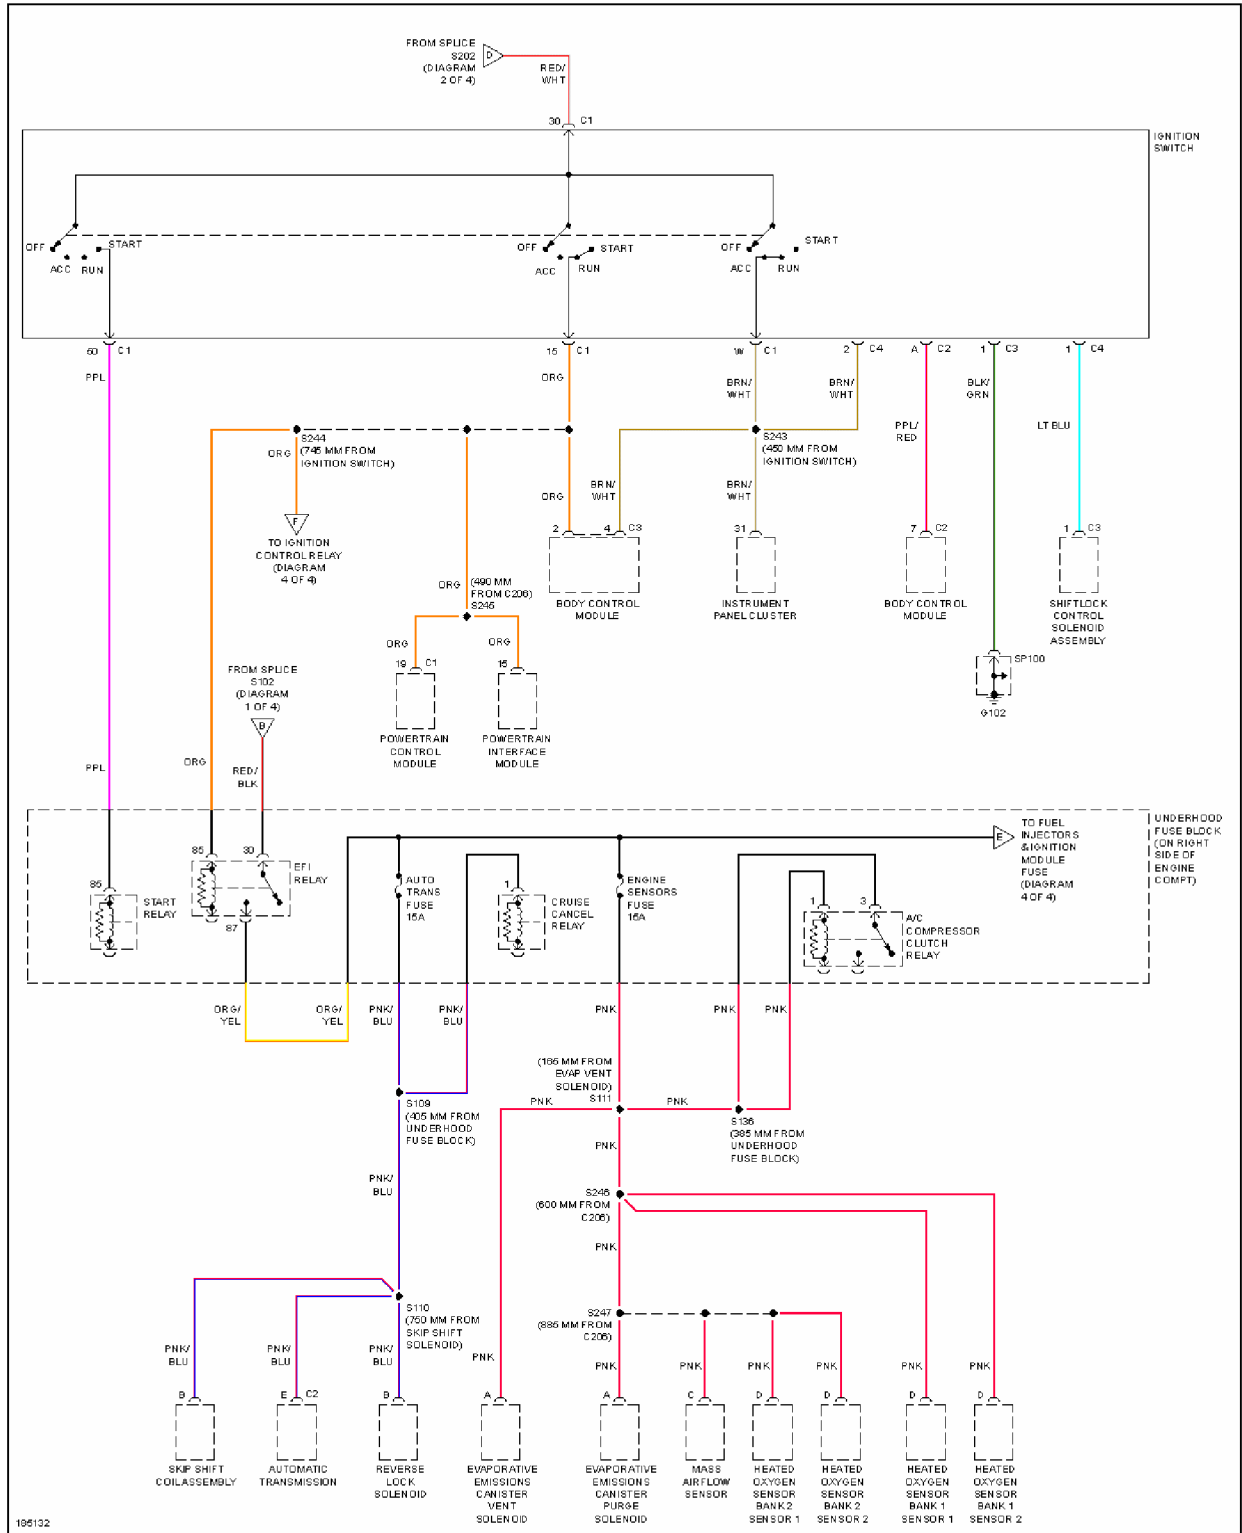 FROM SPLICE
S202
(DIAGRAM
2 OF 4)
D
RED/
WHT
30 C1
IGNITION
SWITCH
OFF
ACC RUN
START
OFF
ACC RUN
START
OFF
ACC RUN
START
50 C1
15 C1
W C1
2 C4
A C2
1 C3
1 C4
PPL
ORG
BRN/
WHT
BRN/
WHT
PPL/
RED
BLK/
GRN
LT BLU
S244
(745 MM FROM
IGNITION SWITCH)
ORG
S243
(450 MM FROM
IGNITION SWITCH)
ORG
BRN/
WHT
BRN/
WHT
F
TO IGNITION
CONTROL RELAY
(DIAGRAM
4 OF 4)
2 4 C3
31
7 C2
1 C3
BODY CONTROL
MODULE
INSTRUMENT
PANEL CLUSTER
BODY CONTROL
MODULE
SHIFTLOCK
CONTROL
SOLENOID
ASSEMBLY
ORG
(490 MM
FROM C206)
S245
ORG
ORG
19 C1
15
POWERTRAIN
CONTROL
MODULE
POWERTRAIN
INTERFACE
MODULE
SP100
G102
FROM SPLICE
S102
(DIAGRAM
1 OF 4)
B
PPL
ORG
RED/
BLK
UNDERHOOD
FUSE BLOCK
(ON RIGHT
SIDE OF
ENGINE
COMPT)
E
TO FUEL
INJECTORS
& IGNITION
MODULE
FUSE
(DIAGRAM
4 OF 4)
85
START
RELAY
85 30
EFI
RELAY
87
AUTO
TRANS
FUSE
15A
1
CRUISE
CANCEL
RELAY
ENGINE
SENSORS
FUSE
15A
1 3
A/C
COMPRESSOR
CLUTCH
RELAY
ORG/
YEL
ORG/
YEL
PNK/
BLU
PNK/
BLU
PNK
PNK
PNK
(165 MM FROM
EVAP VENT
SOLENOID)
S111
S109
(405 MM FROM
UNDERHOOD
FUSE BLOCK)
PNK
PNK
S136
(385 MM FROM
UNDERHOOD
FUSE BLOCK)
PNK
PNK/
BLU
S246
(600 MM FROM
C206)
PNK
S110
(750 MM FROM
SKIP SHIFT
SOLENOID)
S247
(885 MM FROM
C206)
PNK/
BLU
PNK/
BLU
PNK/
BLU
PNK
PNK
PNK
PNK
PNK
PNK
PNK
B
E C2
B
A
A
C
D
D
D
D
SKIP SHIFT
COIL ASSEMBLY
AUTOMATIC
TRANSMISSION
REVERSE
LOCK
SOLENOID
EVAPORATIVE
EMISSIONS
CANISTER
VENT
SOLENOID
EVAPORATIVE
EMISSIONS
CANISTER
PURGE
SOLENOID
MASS
AIRFLOW
SENSOR
HEATED
OXYGEN
SENSOR
BANK 2
SENSOR 1
HEATED
OXYGEN
SENSOR
BANK 2
SENSOR 2
HEATED
OXYGEN
SENSOR
BANK 1
SENSOR 1
HEATED
OXYGEN
SENSOR
BANK 1
SENSOR 2
185132